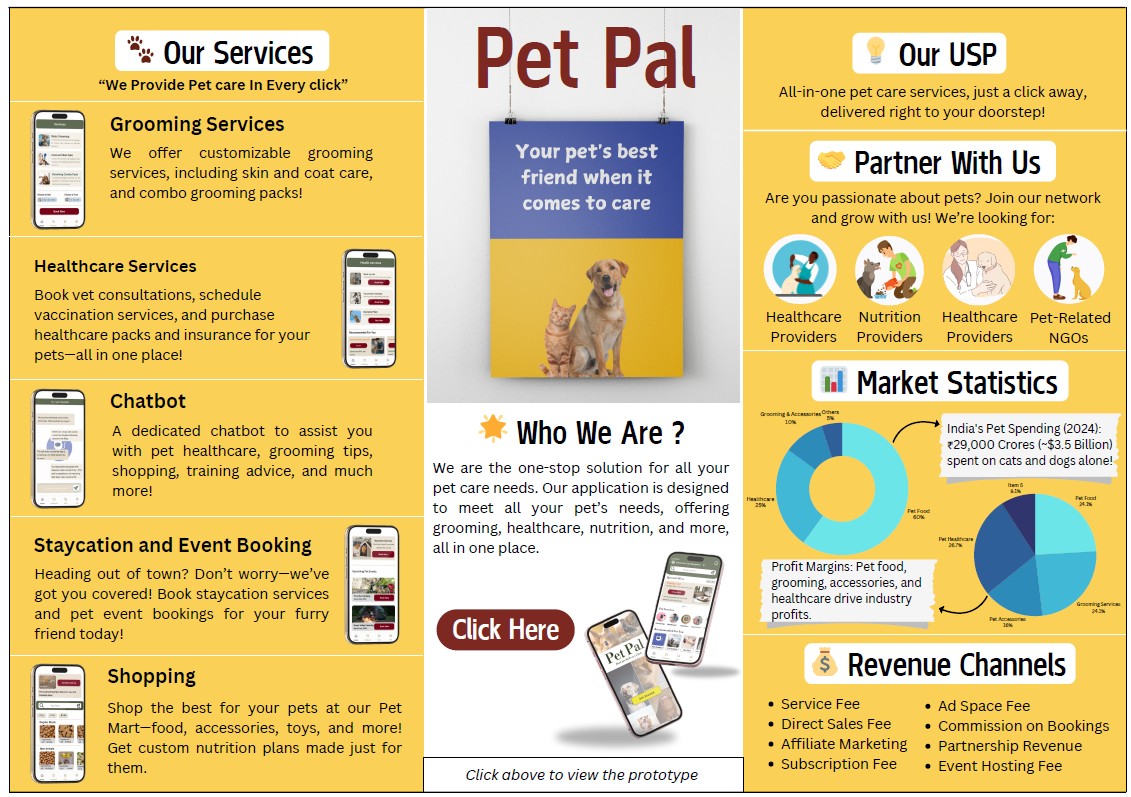 Our Services
“We Provide Pet care In Every click”
Grooming Services
We offer customizable grooming
services, including skin and coat care,
and combo grooming packs!
Healthcare Services
Book vet consultations, schedule
vaccination services, and purchase
healthcare packs and insurance for your
pets—all in one place!
Chatbot
A dedicated chatbot to assist you
with pet healthcare, grooming tips,
shopping, training advice, and much
more!
Staycation and Event Booking
Heading out of town? Don’t worry—we’ve
got you covered! Book staycation services
and pet event bookings for your furry
friend today!
Shopping
Shop the best for your pets at our Pet
Mart—food, accessories, toys, and more!
Get custom nutrition plans made just for
them.
Pet Pal
Your pet's best
friend when it
comes to care
Who We Are ?
We are the one-stop solution for all your
pet care needs. Our application is designed
to meet all your pet’s needs, offering
grooming, healthcare, nutrition, and more,
all in one place.
Click Here
Pet Pal
Click above to view the prototype
Our USP
All-in-one pet care services, just a click away,
delivered right to your doorstep!
Partner With Us
Are you passionate about pets? Join our network
and grow with us! We’re looking for:
Healthcare
Providers
Nutrition
Providers
Healthcare
Providers
Pet-Related
NGOs
Market Statistics
Grooming & Accessories
10%
Others
5%
Healthcare
25%
Pet Food
60%
India's Pet Spending (2024):
₹29,000 Crores (~$3.5 Billion)
spent on cats and dogs alone!
Item 5
9.1%
Pet Food
24.2%
Pet Healthcare
26.7%
Grooming Services
24.2%
Pet Accessories
16%
Profit Margins: Pet food,
grooming, accessories, and
healthcare drive industry
profits.
Revenue Channels
• Service Fee
• Direct Sales Fee
• Affiliate Marketing
• Subscription Fee
• Ad Space Fee
• Commission on Bookings
• Partnership Revenue
• Event Hosting Fee